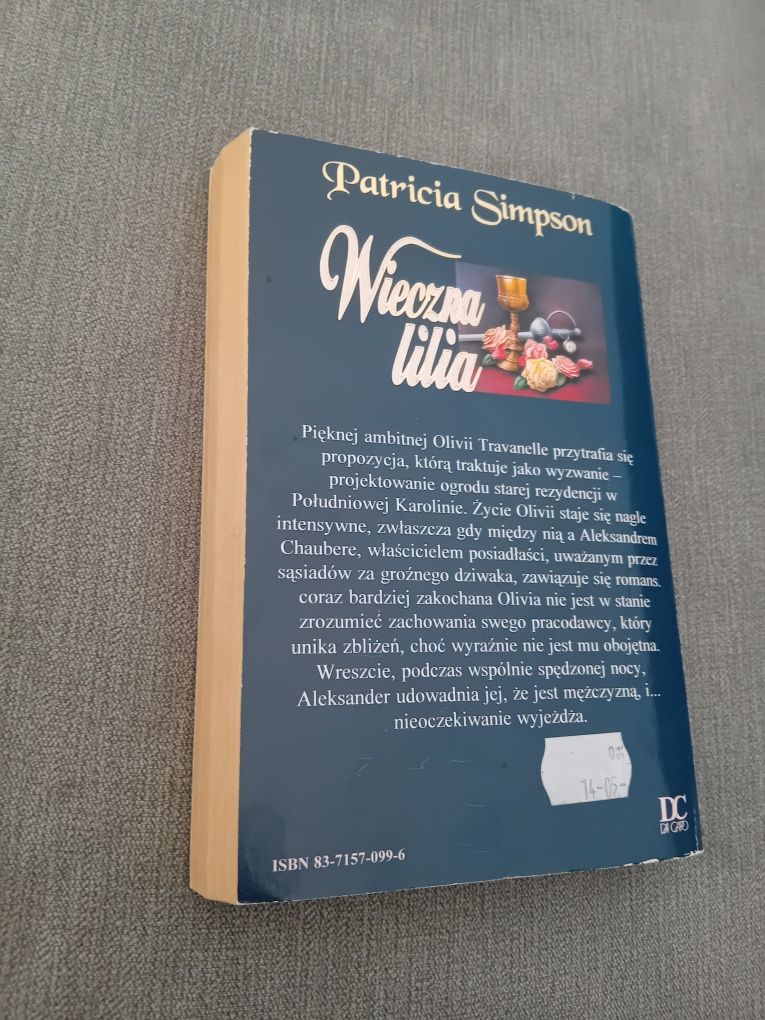 Patricia Simpson
Wieczna
lilia
Pięknej ambitnej Olivii Travanelle przytrafia się
propozycja, którą traktuje jako wyzwanie –
projektowanie ogrodu starej rezydencji w
Południowej Karolinie. Życie Olivii staje się nagle
intensywne, zwłaszcza gdy między nią a Aleksandrem
Chaubere, właścicielem posiadłaści, uważanym przez
sąsiadów za groźnego dziwaka, zawiązuje się romans.
coraz bardziej zakochana Olivia nie jest w stanie
zrozumieć zachowania swego pracodawcy, który
unika zbliżeń, choć wyraźnie nie jest mu obojętna.
Wreszcie, podczas wspólnie spędzonej nocy,
Aleksander udowadnia jej, że jest mężczyzną, i...
nieoczekiwanie wyjeżdża.
14-05.-
DC
DA CAPO
ISBN 83-7157-099-6